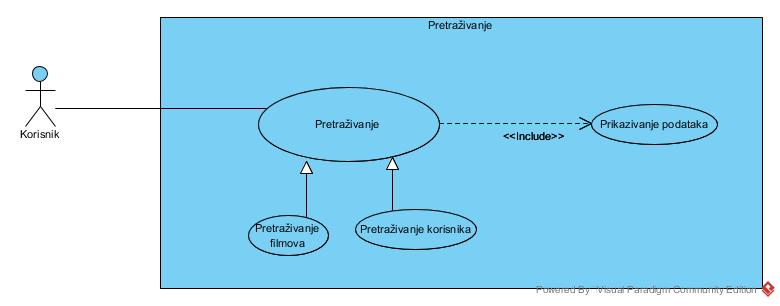 Pretraživanje
Korisnik
Pretraživanje
<<Include>>
Prikazivanje podataka
Pretraživanje
filmova
Pretraživanje korisnika
Powered By Visual Paradigm Community Edition